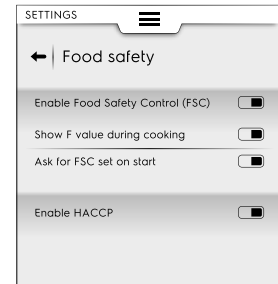 SETTINGS
Food safety
Enable Food Safety Control (FSC)
Show F value during cooking
Ask for FSC set on start
Enable HACCP